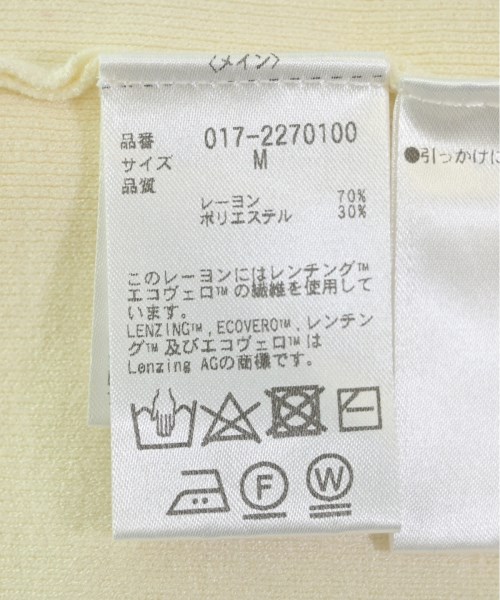 〈メイン〉
品番 017-2270100
サイズ M
品質
レーヨン 70%
ポリエステル 30%
このレーヨンにはレンチング™
エコヴェロ™の繊維を使用して
います。
LENZING™,ECOVERO™,レンチン
グ™及びエコヴェロ™は
Lenzing AGの商標です。
F
W
●引っかけに